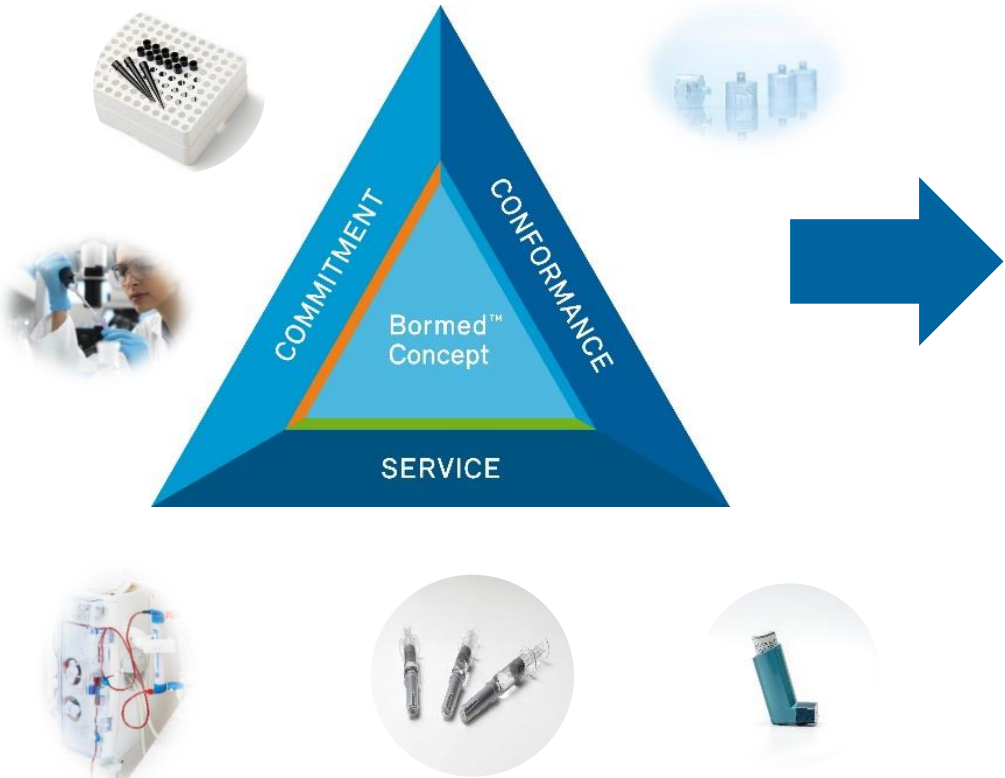 COMMITMENT
CONFORMANCE
Bormed™
Concept
SERVICE